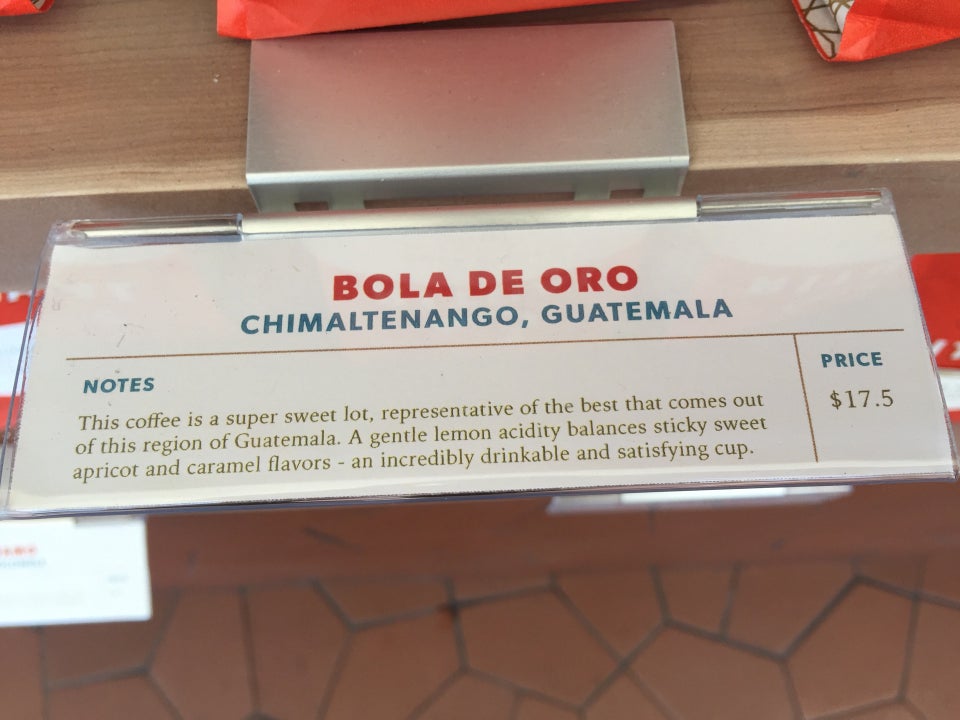 BOLA DE ORO
CHIMALTENANGO, GUATEMALA
NOTES
This coffee is a super sweet lot, representative of the best that comes out
of this region of Guatemala. A gentle lemon acidity balances sticky sweet
apricot and caramel flavors - an incredibly drinkable and satisfying cup.
PRICE
$17.5